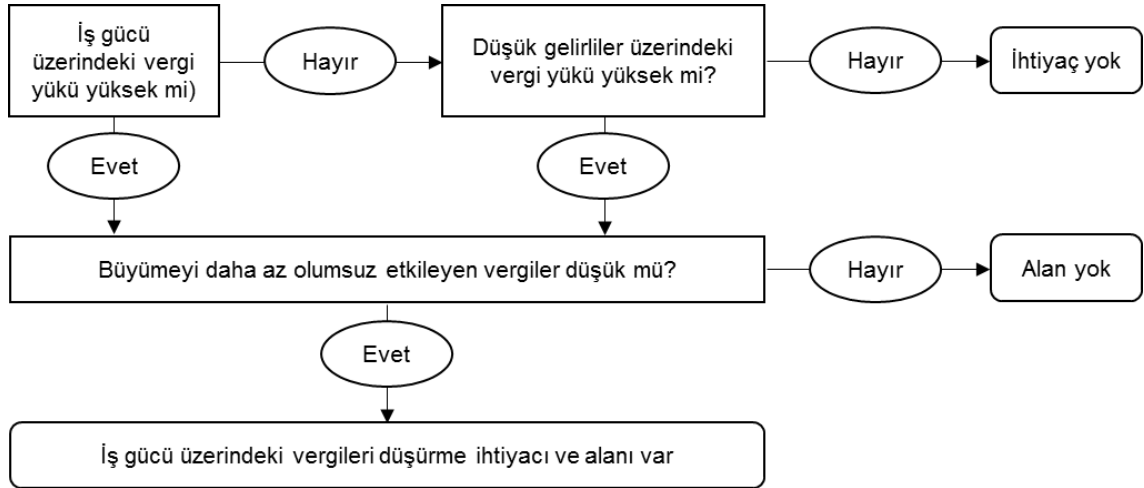 İş gücü
üzerindeki vergi
yükü yüksek mi)
Hayır
Düşük gelirliler üzerindeki
vergi yükü yüksek mi?
Hayır
İhtiyaç yok
Evet
Evet
Büyümeyi daha az olumsuz etkileyen vergiler düşük mü?
Hayır
Alan yok
Evet
İş gücü üzerindeki vergileri düşürme ihtiyacı ve alanı var